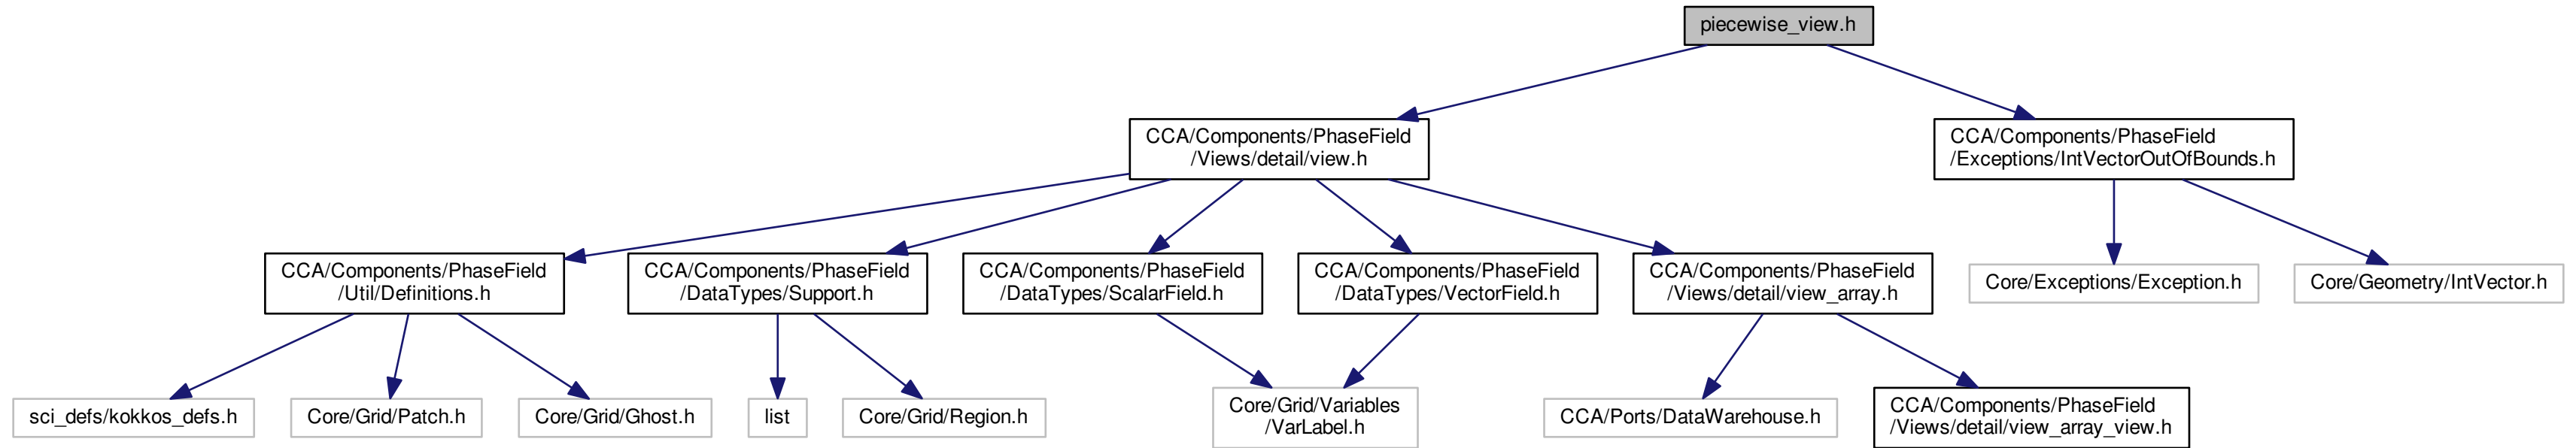 piecewise_view.h
CCA/Components/PhaseField
/Views/detail/view.h
CCA/Components/PhaseField
/Exceptions/IntVectorOutOfBounds.h
CCA/Components/PhaseField
/Util/Definitions.h
CCA/Components/PhaseField
/DataTypes/Support.h
CCA/Components/PhaseField
/DataTypes/ScalarField.h
CCA/Components/PhaseField
/DataTypes/VectorField.h
CCA/Components/PhaseField
/Views/detail/view_array.h
Core/Exceptions/Exception.h
Core/Geometry/IntVector.h
sci_defs/kokkos_defs.h
Core/Grid/Patch.h
Core/Grid/Ghost.h
list
Core/Grid/Region.h
Core/Grid/Variables
/VarLabel.h
CCA/Ports/DataWarehouse.h
CCA/Components/PhaseField
/Views/detail/view_array_view.h